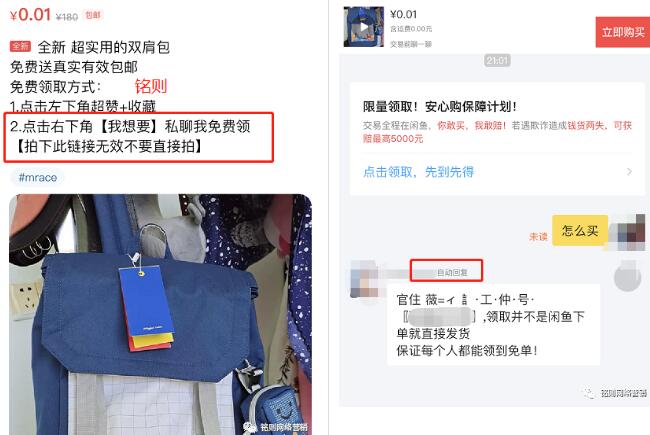 ¥0.01 ¥180 包邮
全新 全新 超实用的双肩包
免费送真实有效包邮
免费领取方式： 铭则
1.点击左下角超赞+收藏
2.点击右下角【我想要】私聊我免费领
【拍下此链接无效不要直接拍】
#mrace
铭则网络营销
¥0.01
含运费0.00元
交易前聊一聊
立即购买
21:01
限量领取！安心购保障计划！
交易全程在闲鱼，你敢买，我敢赔！若遇欺诈造成钱货两失，可获
赔最高5000元
点击领取，先到先得
未读 怎么买
自动回复
官住 薇=ィ 訁·工·仲·号·
〖 〗,领取并不是闲鱼下
单就直接发货
保证每个人都能领到免单！
铭则网络营销